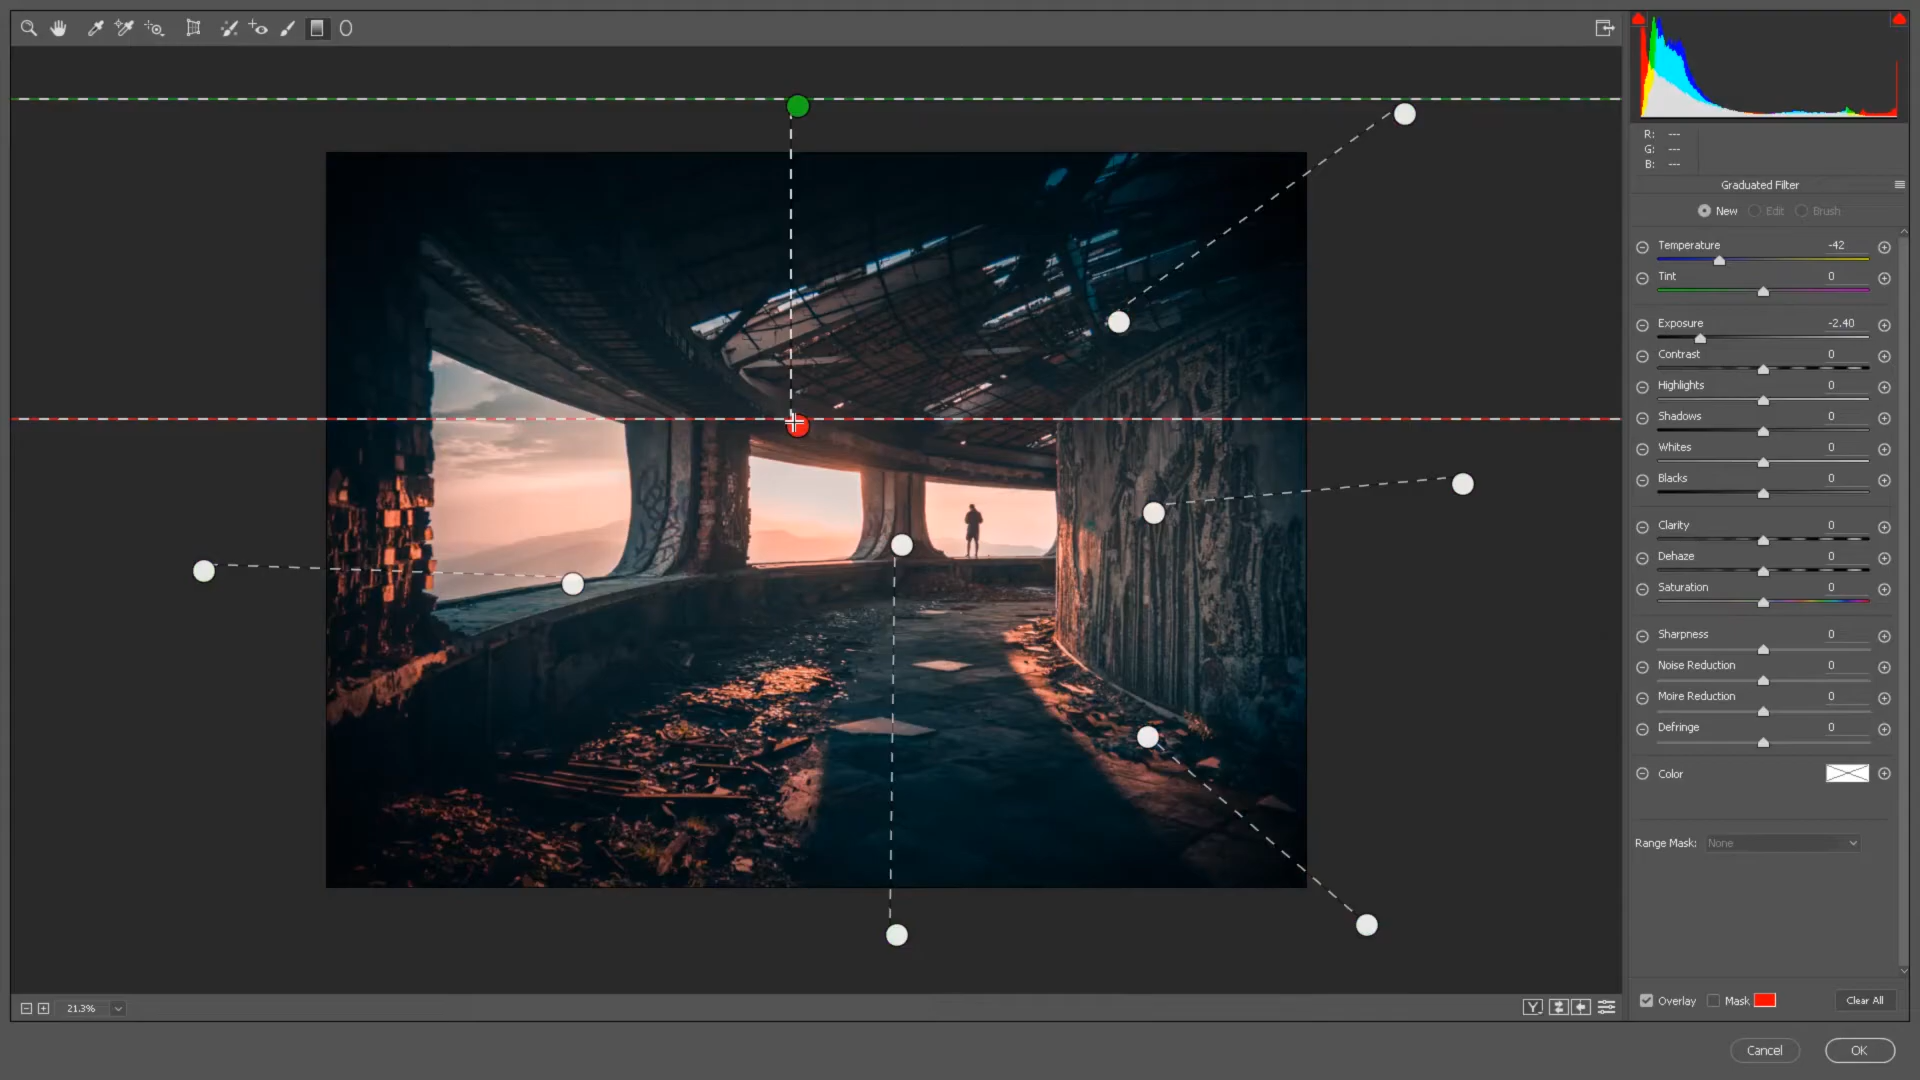 R: ---
G: ---
B: ---
Graduated Filter
New Edit Brush
Temperature -42
Tint 0
Exposure -2.40
Contrast 0
Highlights 0
Shadows 0
Whites 0
Blacks 0
Clarity 0
Dehaze 0
Saturation 0
Sharpness 0
Noise Reduction 0
Moire Reduction 0
Defringe 0
Color
Range Mask: None
21.3% Y
Overlay Mask Clear All
Cancel OK